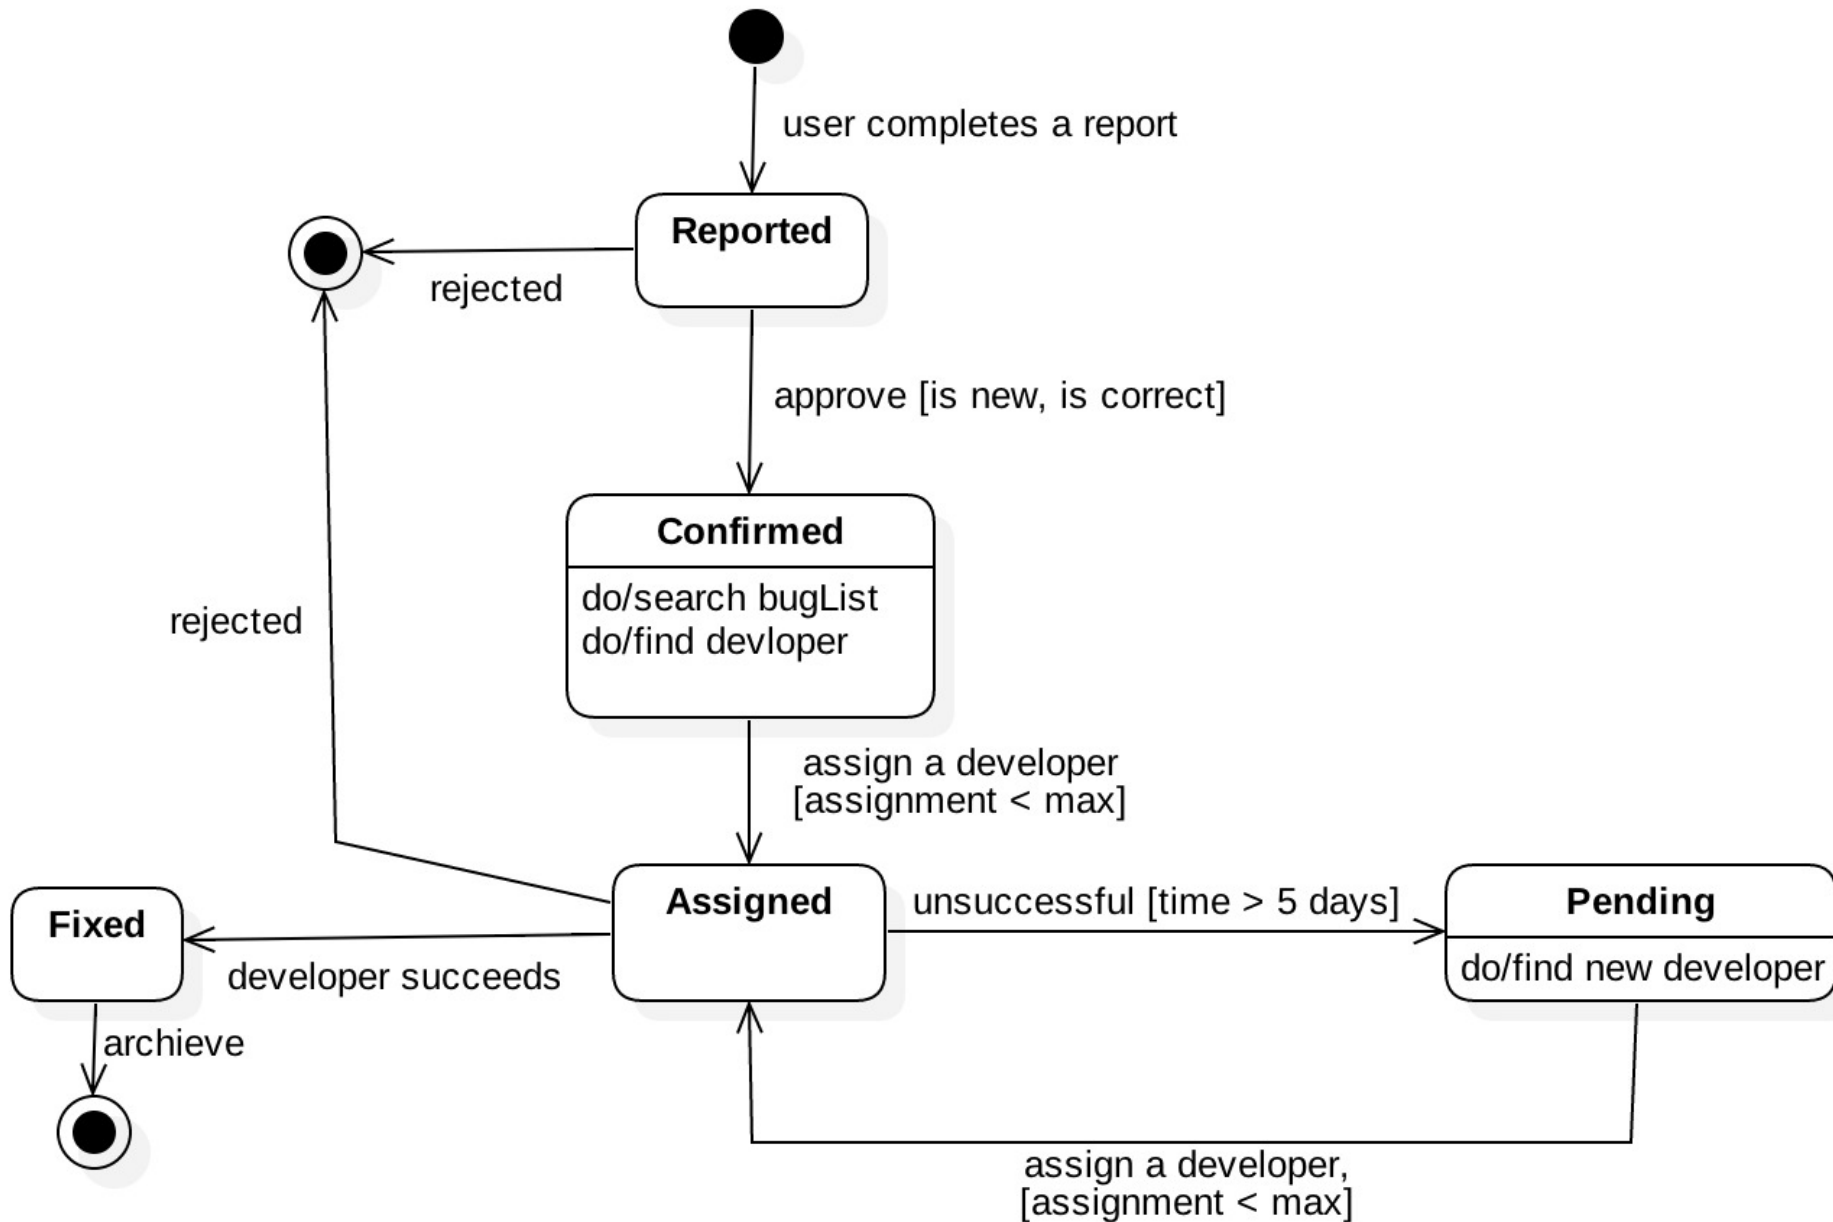 user completes a report
Reported
rejected
approve [is new, is correct]
Confirmed
do/search bugList
do/find devloper
rejected
assign a developer
[assignment < max]
Assigned
unsuccessful [time > 5 days]
Pending
do/find new developer
Fixed
developer succeeds
archieve
assign a developer,
[assignment < max]